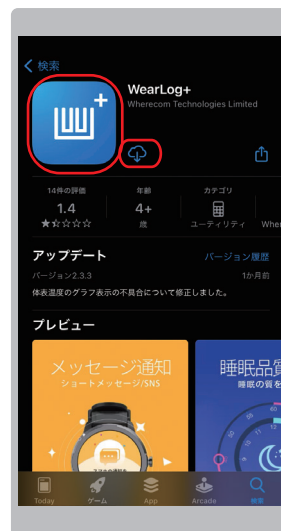 検索
WearLog+
Wherecom Technologies Limited
14件の評価
1.4
★☆☆☆☆
年齢
4+
歳
カテゴリ
ユーティリティ
Wher
アップデート
バージョン履歴
バージョン2.3.3
1か月前
体表温度のグラフ表示の不具合について修正しました。
プレビュー
メッセージ通知
ショートメッセージ/SNS
睡眠品質
睡眠の質を
Today
ゲーム
App
Arcade
検索